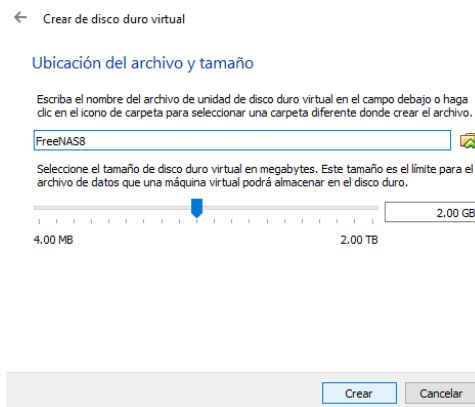 Crear de disco duro virtual
Ubicación del archivo y tamaño
Escriba el nombre del archivo de unidad de disco duro virtual en el campo debajo o haga
clic en el icono de carpeta para seleccionar una carpeta diferente donde crear el archivo.
FreeNAS8
Seleccione el tamaño de disco duro virtual en megabytes. Este tamaño es el límite para el
archivo de datos que una máquina virtual podrá almacenar en el disco duro.
2.00 GB
4.00 MB 2.00 TB
Crear Cancelar